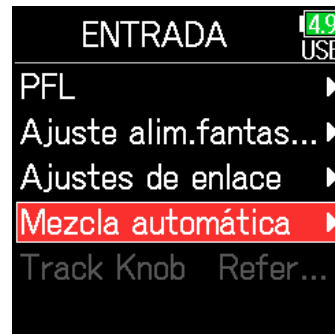 ENTRADA
4.9
USB
PFL
Ajuste alim.fantas...
Ajustes de enlace
Mezcla automática
Track Knob Refer...